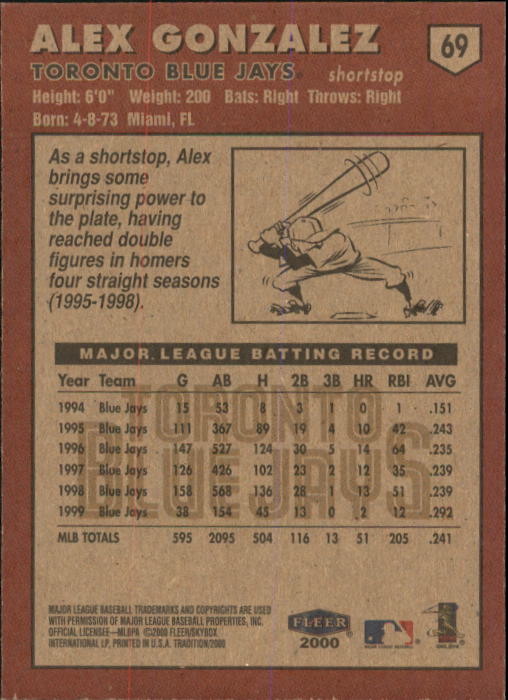 ALEX GONZALEZ
69
TORONTO BLUE JAYS. shortstop
Height: 6'0" Weight: 200 Bats: Right Throws: Right
Born: 4-8-73 Miami, FL
As a shortstop, Alex
brings some
surprising power to
the plate, having
reached double
figures in homers
four straight seasons
(1995-1998).
MAJOR LEAGUE BATTING RECORD
Year Team G AB H 2B 3B HR RBI AVG
1994 Blue Jays 15 53 8 3 1 0 1 .151
1995 Blue Jays 111 367 89 19 4 10 42 .243
1996 Blue Jays 147 527 124 30 5 14 64 .235
1997 Blue Jays 126 426 102 23 2 12 35 .239
1998 Blue Jays 158 568 136 28 1 13 51 .239
1999 Blue Jays 38 154 45 13 0 2 12 .292
MLB TOTALS 595 2095 504 116 13 51 205 .241
TORONTO
BLUE JAYS
MAJOR LEAGUE BASEBALL TRADEMARKS AND COPYRIGHTS ARE USED
WITH PERMISSION OF MAJOR LEAGUE BASEBALL PROPERTIES, INC.
OFFICIAL LICENSEE—MLBPA ©2000 FLEER/SKYBOX
INTERNATIONAL LP, PRINTED IN U.S.A. TRADITION/2000
FLEER
2000